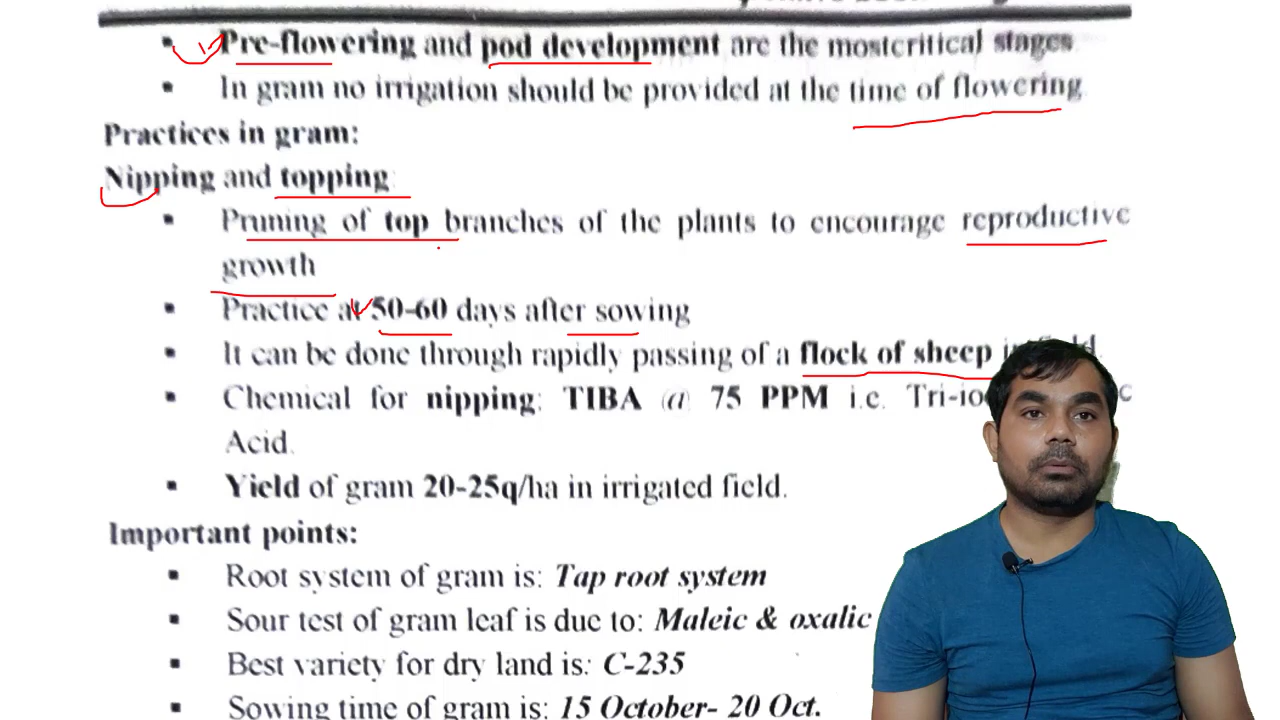 Pre-flowering and pod development are the mostcritical stages
In gram no irrigation should be provided at the time of flowering
Practices in gram:
Nipping and topping:
Pruning of top branches of the plants to encourage reproductive
growth
Practice at 50-60 days after sowing
It can be done through rapidly passing of a flock of sheep
Chemical for nipping: TIBA @ 75 PPM i.e.
Acid.
Yield of gram 20-25q/ha in irrigated field.
Important points:
Root system of gram is: Tap root system
Sour test of gram leaf is due to: Maleic & oxalic
Best variety for dry land is: C-235
Sowing time of gram is: 15 October- 20 Oct.